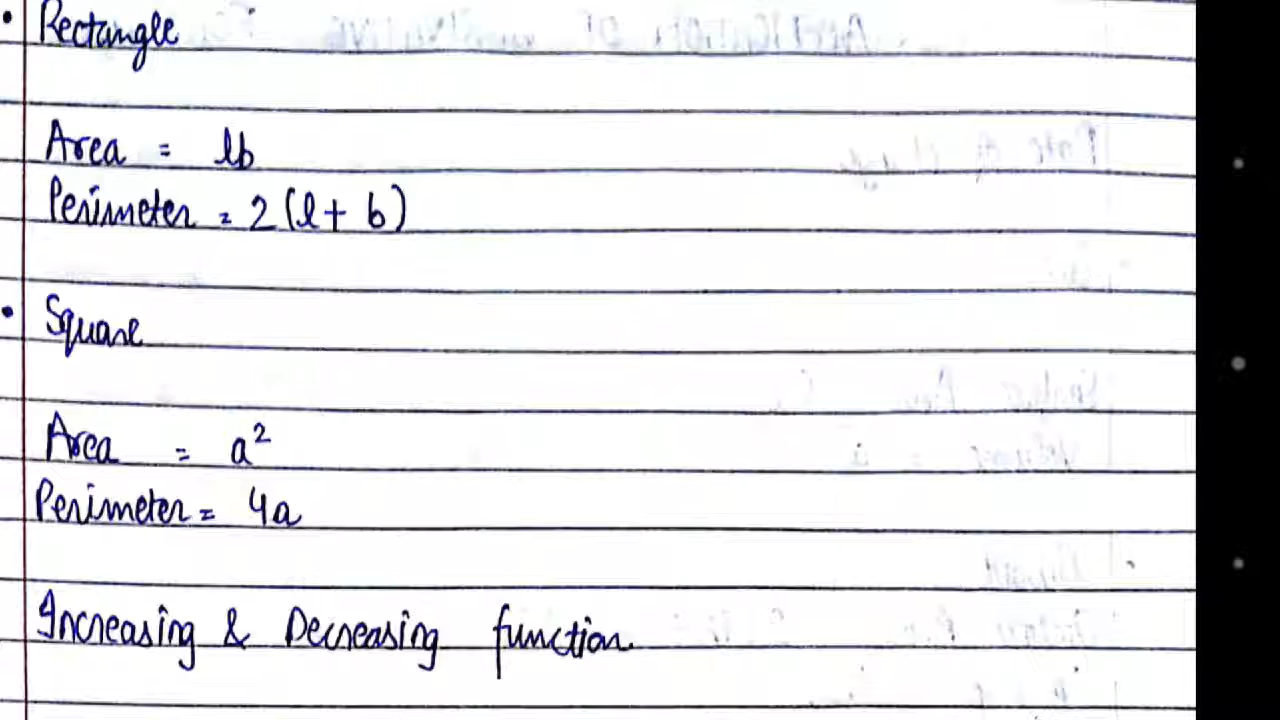 • Rectangle
Area = lb
Perimeter = 2 (l + b)
• Square
Area = a²
Perimeter = 4a
Increasing & Decreasing function.